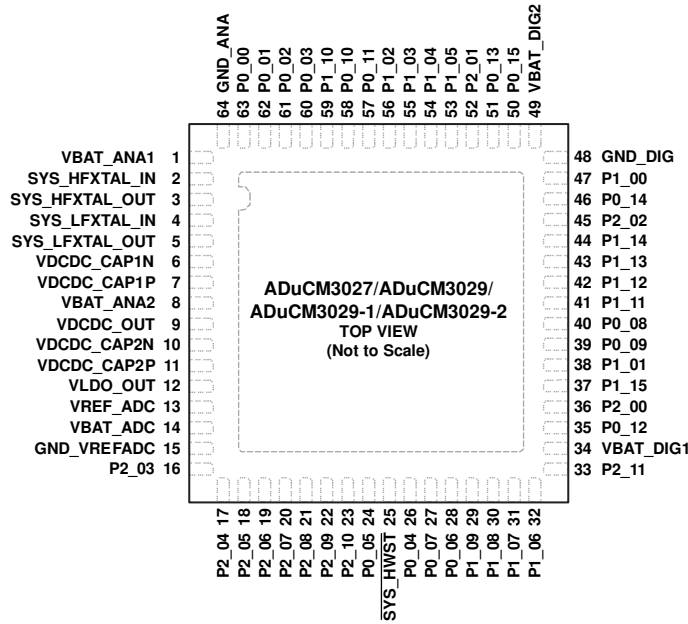 64 GND_ANA
63 P0_00
62 P0_01
61 P0_02
60 P0_03
59 P1_10
58 P0_10
57 P0_11
56 P1_02
55 P1_03
54 P1_04
53 P1_05
52 P2_01
51 P0_13
50 P0_15
49 VBAT_DIG2
VBAT_ANA1 1
SYS_HFXTAL_IN 2
SYS_HFXTAL_OUT 3
SYS_LFXTAL_IN 4
SYS_LFXTAL_OUT 5
VDCDC_CAP1N 6
VDCDC_CAP1P 7
VBAT_ANA2 8
VDCDC_OUT 9
VDCDC_CAP2N 10
VDCDC_CAP2P 11
VLDO_OUT 12
VREF_ADC 13
VBAT_ADC 14
GND_VREFADC 15
P2_03 16
ADuCM3027/ADuCM3029/
ADuCM3029-1/ADuCM3029-2
TOP VIEW
(Not to Scale)
48 GND_DIG
47 P1_00
46 P0_14
45 P2_02
44 P1_14
43 P1_13
42 P1_12
41 P1_11
40 P0_08
39 P0_09
38 P1_01
37 P1_15
36 P2_00
35 P0_12
34 VBAT_DIG1
33 P2_11
P2_04 17
P2_05 18
P2_06 19
P2_07 20
P2_08 21
P2_09 22
P2_10 23
P0_05 24
SYS_HWST 25
P0_04 26
P0_07 27
P0_06 28
P1_09 29
P1_08 30
P1_07 31
P1_06 32